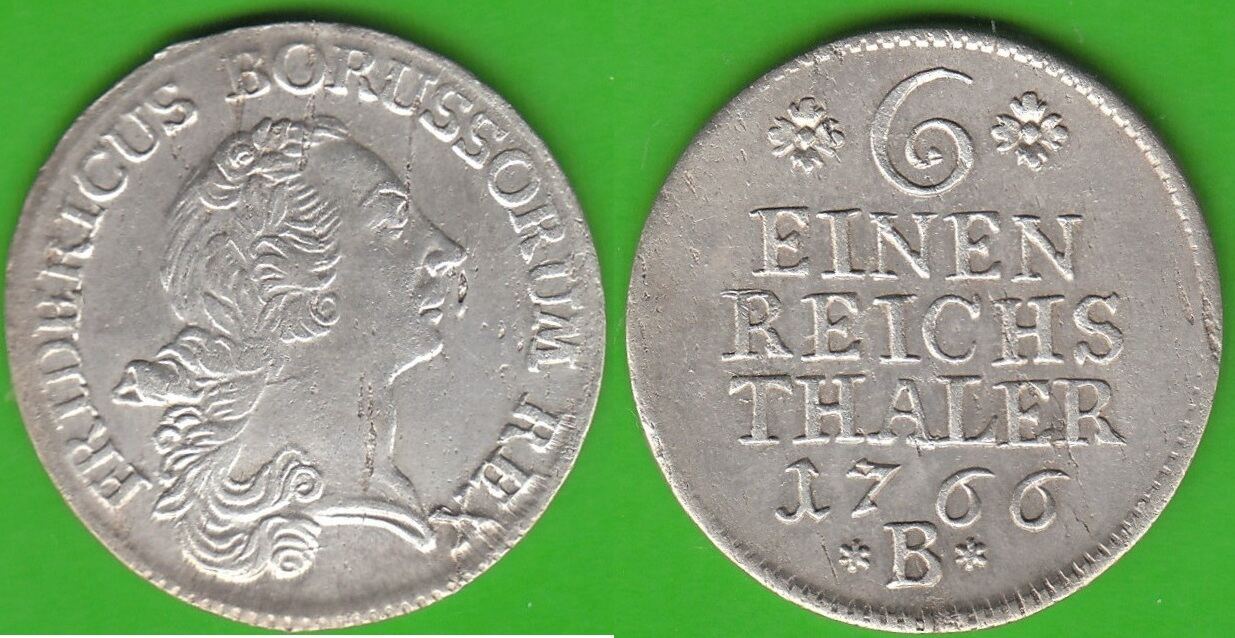 FRIDERICUS BORUSSORUM REX
6
EINEN
REICHS
THALER
1766
B